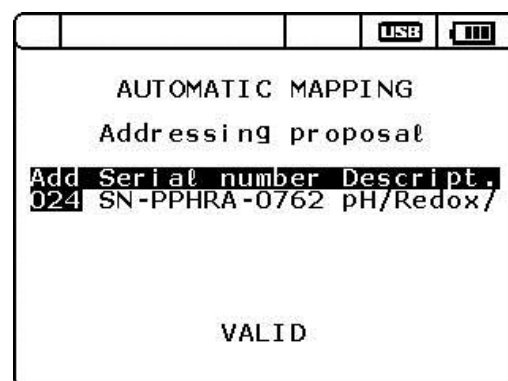 USB
AUTOMATIC MAPPING
Addressing proposal
Add Serial number Descript.
024 SN-PPHRA-0762 pH/Redox/
VALID